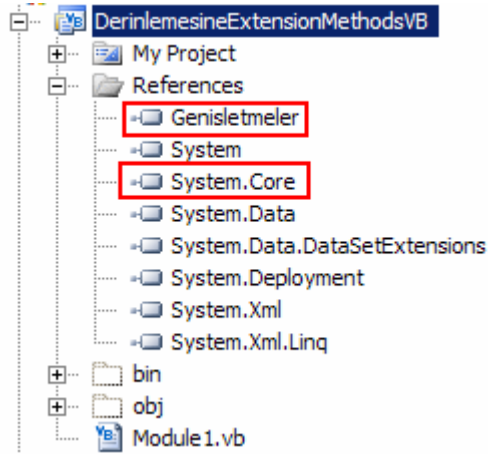 DerinlemesineExtensionMethodsVB
My Project
References
Genisletmeler
System
System.Core
System.Data
System.Data.DataSetExtensions
System.Deployment
System.Xml
System.Xml.Linq
bin
obj
Module1.vb